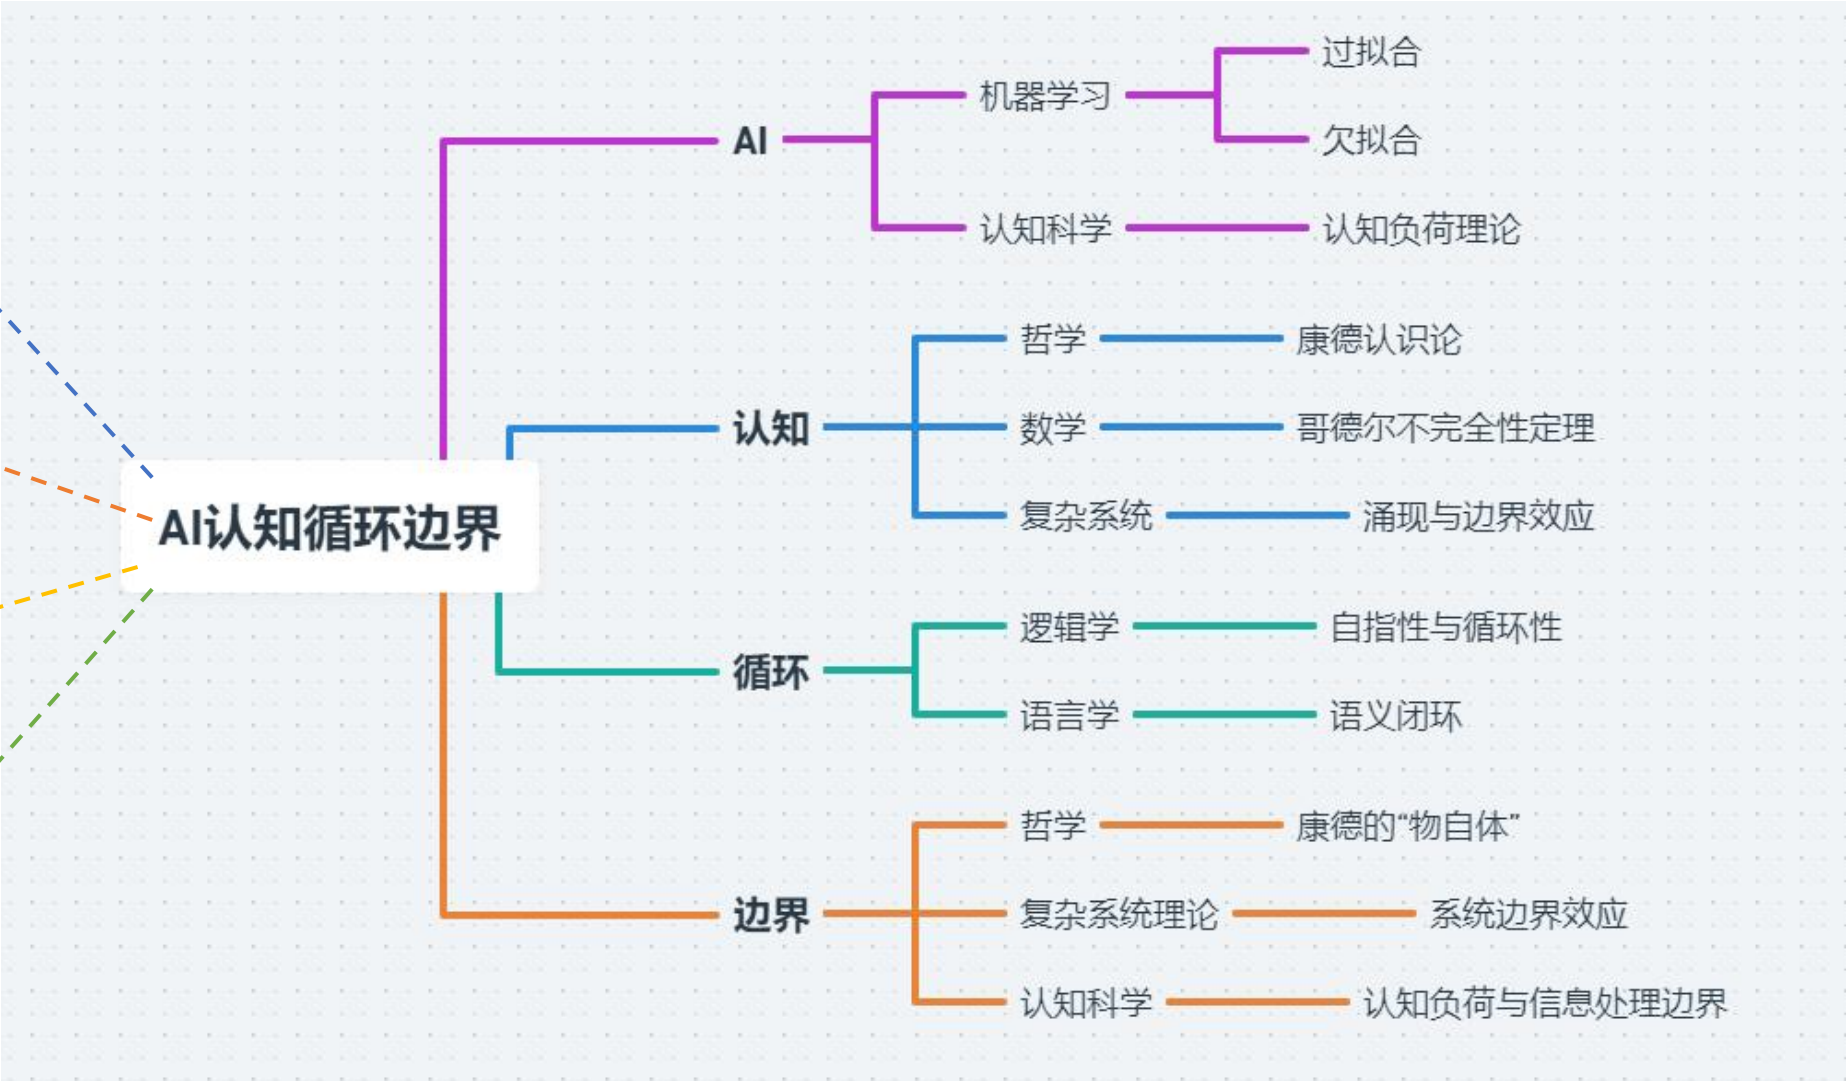 AI认知循环边界
AI
机器学习
过拟合
欠拟合
认知科学
认知负荷理论
认知
哲学
康德认识论
数学
哥德尔不完全性定理
复杂系统
涌现与边界效应
循环
逻辑学
自指性与循环性
语言学
语义闭环
边界
哲学
康德的“物自体”
复杂系统理论
系统边界效应
认知科学
认知负荷与信息处理边界